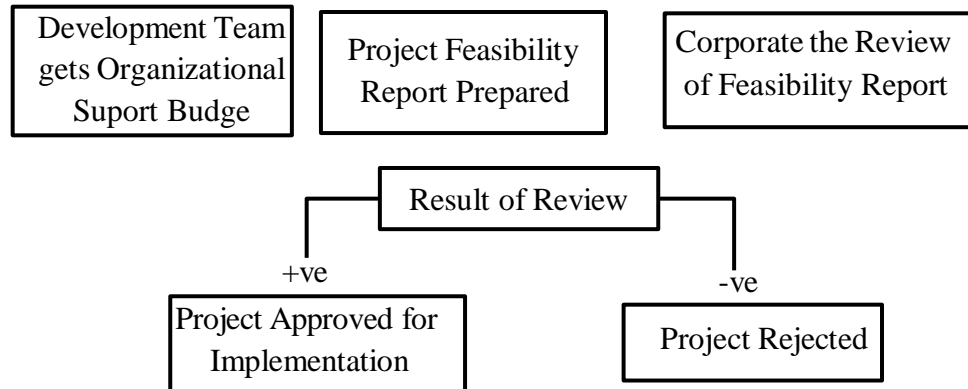 Development Team
gets Organizational
Suport Budge
Project Feasibility
Report Prepared
Corporate the Review
of Feasibility Report
Result of Review
+ve
-ve
Project Approved for
Implementation
Project Rejected